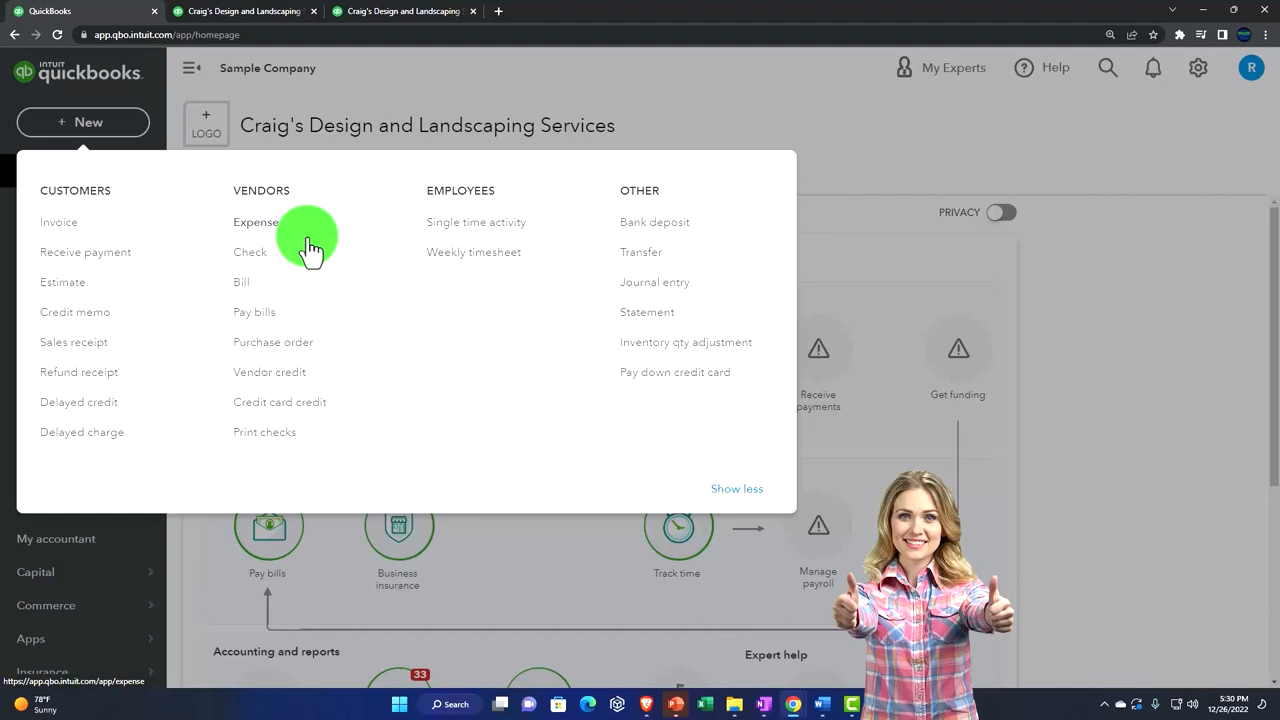 QuickBooks
Craig's Design and Landscaping
Craig's Design and Landscaping
app.qbo.intuit.com/app/homepage
INTUIT
quickbooks.
Sample Company
My Experts
Help
R
+ New
+
LOGO
Craig's Design and Landscaping Services
CUSTOMERS
Invoice
Receive payment
Estimate
Credit memo
Sales receipt
Refund receipt
Delayed credit
Delayed charge
VENDORS
Expense
Check
Bill
Pay bills
Purchase order
Vendor credit
Credit card credit
Print checks
EMPLOYEES
Single time activity
Weekly timesheet
OTHER
Bank deposit
Transfer
Journal entry
Statement
Inventory qty adjustment
Pay down credit card
Show less
PRIVACY
Receive
payments
Get funding
My accountant
Capital
Commerce
Apps
Insurance
Pay bills
Business
insurance
Track time
Manage
payroll
Accounting and reports
Expert help
33
https://app.qbo.intuit.com/app/expense
78°F
Sunny
Search
5:30 PM
12/26/2022